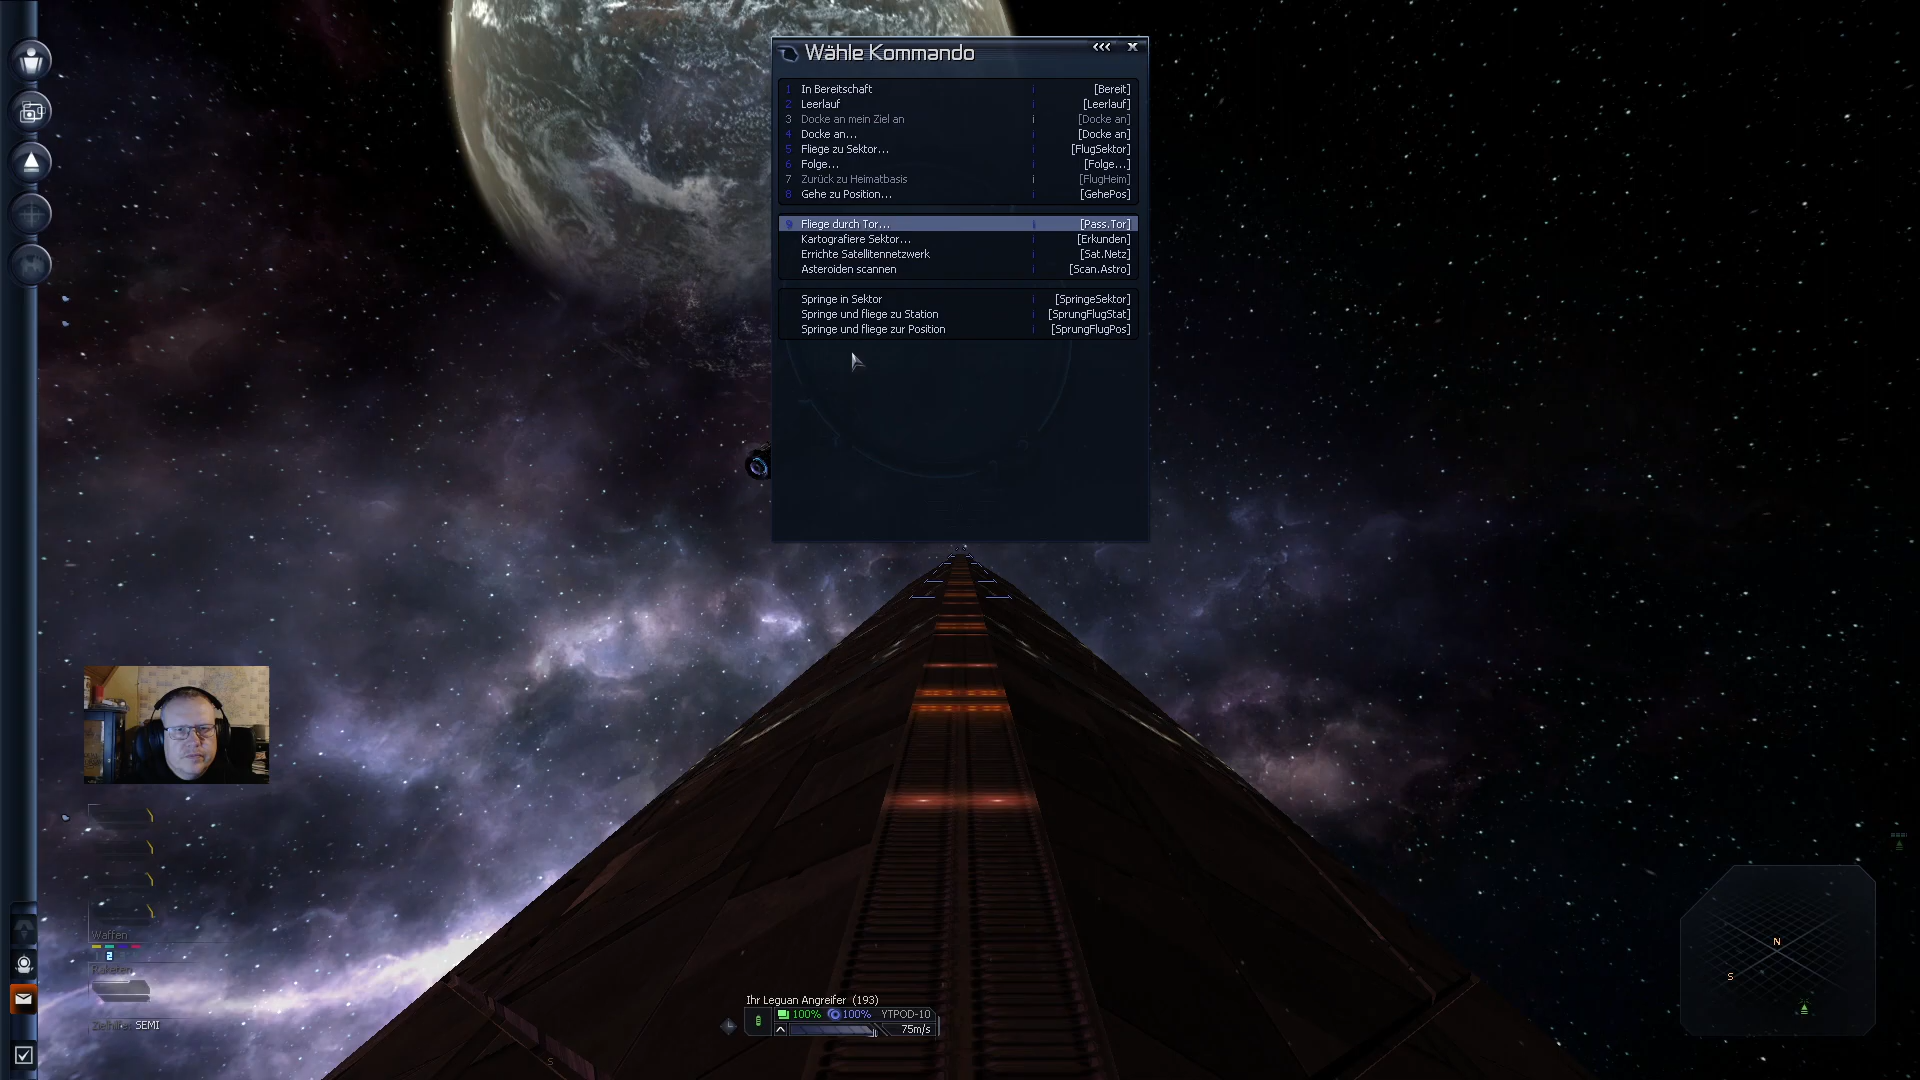 Wähle Kommando
1 In Bereitschaft i [Bereit]
2 Leerlauf i [Leerlauf]
3 Docke an mein Ziel an i [Docke an]
4 Docke an... i [Docke an]
5 Fliege zu Sektor... i [FlugSektor]
6 Folge... i [Folge...]
7 Zurück zu Heimatbasis i [FlugHeim]
8 Gehe zu Position... i [GehePos]
9 Fliege durch Tor... i [Pass.Tor]
Kartografiere Sektor... i [Erkunden]
Errichte Satellitennetzwerk i [Sat.Netz]
Asteroiden scannen i [Scan.Astro]
Springe in Sektor i [SpringeSektor]
Springe und fliege zu Station i [SprungFlugStat]
Springe und fliege zur Position i [SprungFlugPos]
Waffen
2
Raketen
SEMI
Ihr Leguan Angreifer (193)
100% 100% YTPOD-10
75m/s
N
S
S